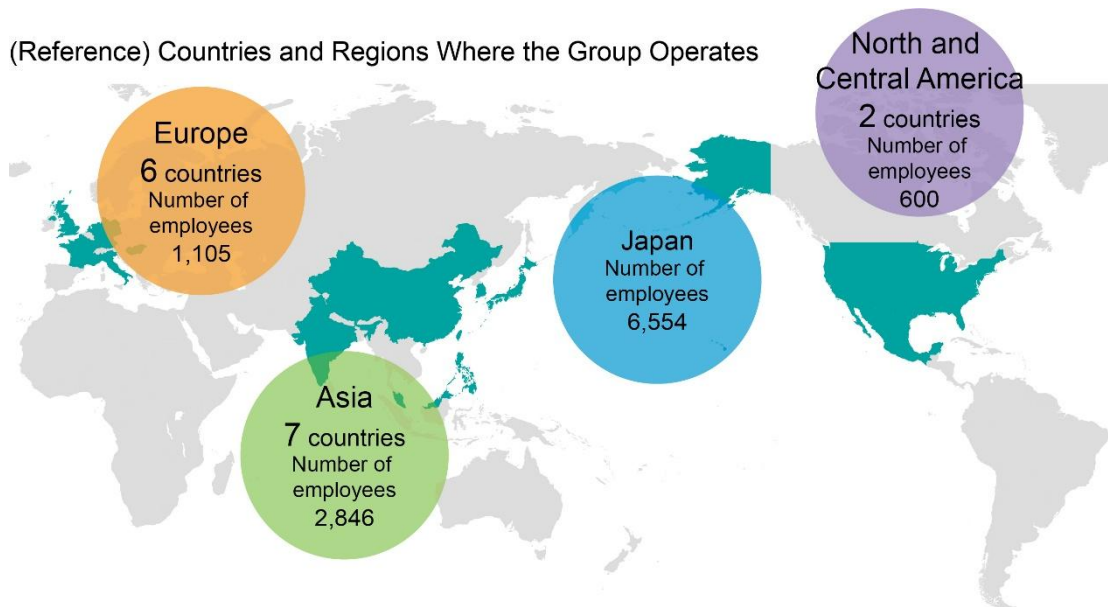 (Reference) Countries and Regions Where the Group Operates
North and
Central America
2 countries
Number of
employees
600
Europe
6 countries
Number of
employees
1,105
Japan
Number of
employees
6,554
Asia
7 countries
Number of
employees
2,846